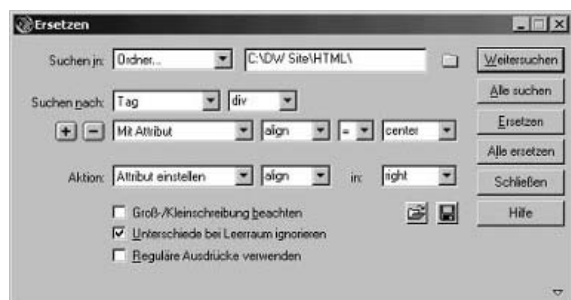 Ersetzen
Suchen in: Ordner... C:\DW Site\HTML\ Weitersuchen
Alle suchen
Suchen nach: Tag div
Ersetzen
+ − Mit Attribut align = center
Alle ersetzen
Aktion: Attribut einstellen align in: right
Schließen
Groß-/Kleinschreibung beachten Hilfe
Unterschiede bei Leerraum ignorieren
Reguläre Ausdrücke verwenden